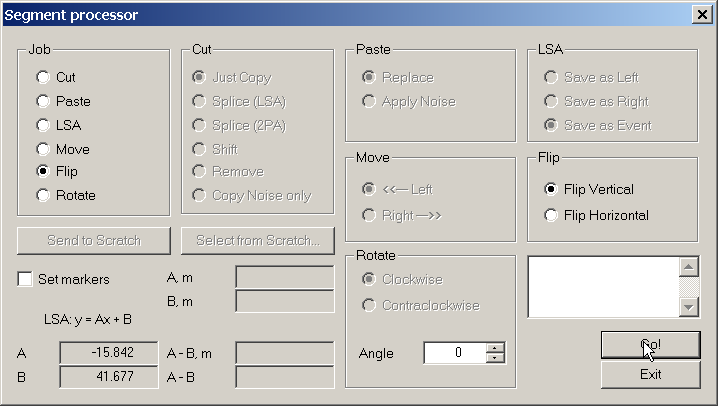 Segment processor
Job
Cut
Paste
LSA
Move
Flip
Rotate
Cut
Just Copy
Splice (LSA)
Splice (2PA)
Shift
Remove
Copy Noise only
Paste
Replace
Apply Noise
LSA
Save as Left
Save as Right
Save as Event
Move
<<— Left
Right —>>
Flip
Flip Vertical
Flip Horizontal
Send to Scratch
Select from Scratch...
Rotate
Clockwise
Contraclockwise
Angle 0
Set markers
A, m
B, m
LSA: y = Ax + B
A -15.842
B 41.677
A - B, m
A - B
Go!
Exit